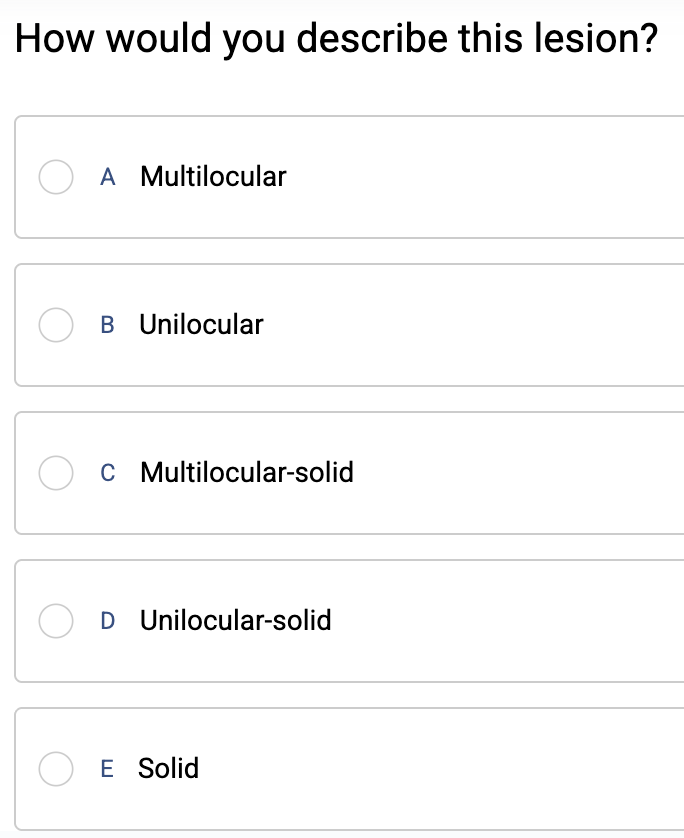 How would you describe this lesion?
A Multilocular
B Unilocular
C Multilocular-solid
D Unilocular-solid
E Solid